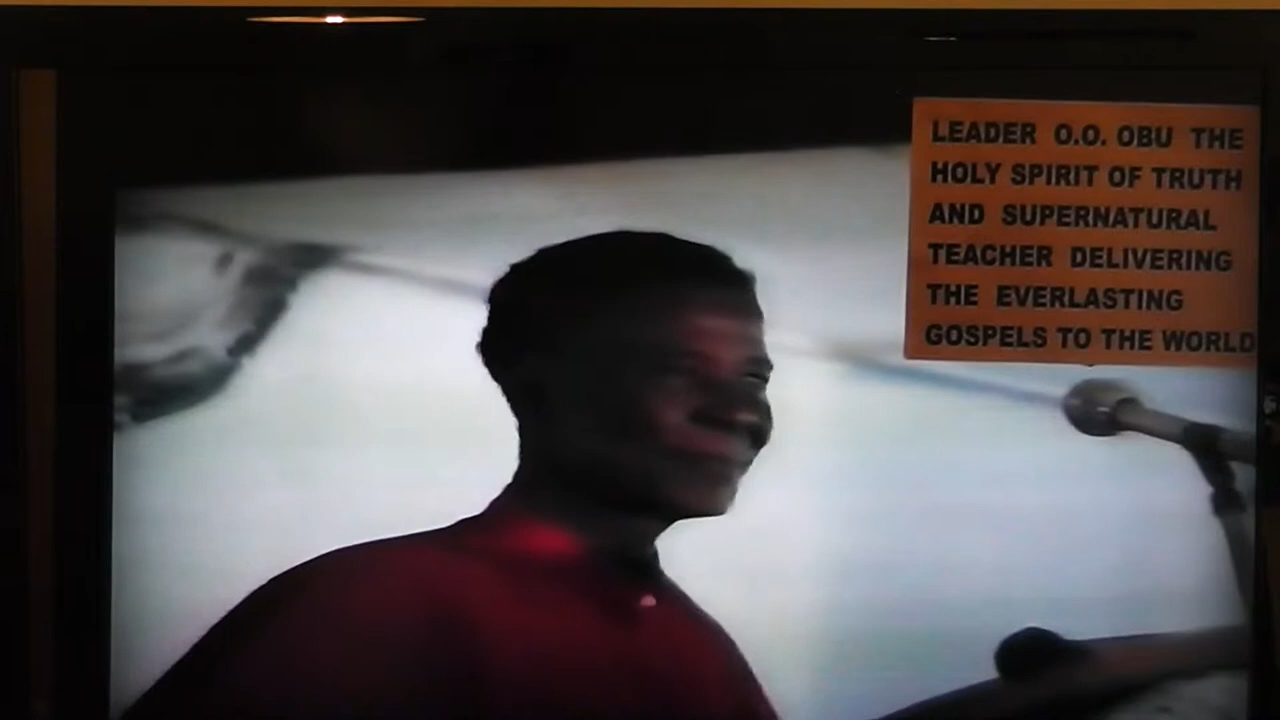 LEADER O.O. OBU THE
HOLY SPIRIT OF TRUTH
AND SUPERNATURAL
TEACHER DELIVERING
THE EVERLASTING
GOSPELS TO THE WORLD